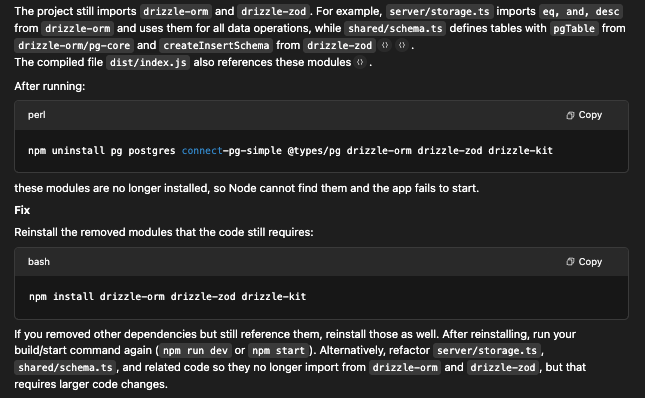 The project still imports drizzle-orm and drizzle-zod. For example, server/storage.ts imports eq, and, desc
from drizzle-orm and uses them for all data operations, while shared/schema.ts defines tables with pgTable from
drizzle-orm/pg-core and createInsertSchema from drizzle-zod.
The compiled file dist/index.js also references these modules.
After running:
perl
Copy
npm uninstall pg postgres connect-pg-simple @types/pg drizzle-orm drizzle-zod drizzle-kit
these modules are no longer installed, so Node cannot find them and the app fails to start.
Fix
Reinstall the removed modules that the code still requires:
bash
Copy
npm install drizzle-orm drizzle-zod drizzle-kit
If you removed other dependencies but still reference them, reinstall those as well. After reinstalling, run your
build/start command again (npm run dev or npm start). Alternatively, refactor server/storage.ts,
shared/schema.ts, and related code so they no longer import from drizzle-orm and drizzle-zod, but that
requires larger code changes.